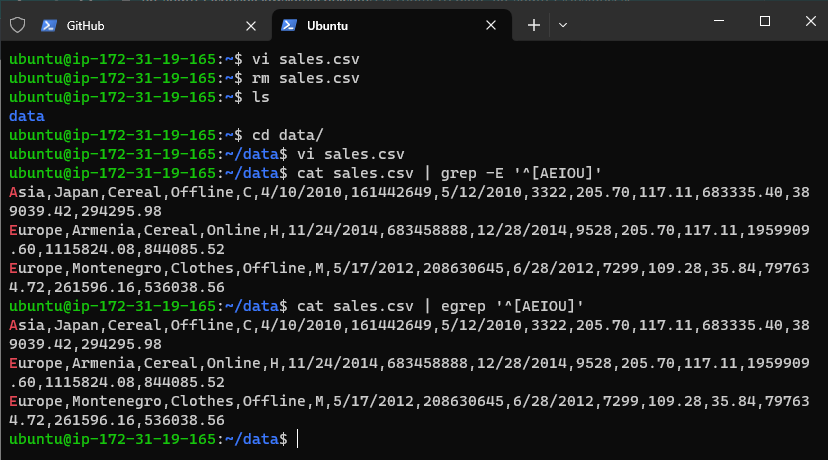 GitHub
Ubuntu
ubuntu@ip-172-31-19-165:~$ vi sales.csv
ubuntu@ip-172-31-19-165:~$ rm sales.csv
ubuntu@ip-172-31-19-165:~$ ls
data
ubuntu@ip-172-31-19-165:~$ cd data/
ubuntu@ip-172-31-19-165:~/data$ vi sales.csv
ubuntu@ip-172-31-19-165:~/data$ cat sales.csv | grep -E '^[AEIOU]'
Asia,Japan,Cereal,Offline,C,4/10/2010,161442649,5/12/2010,3322,205.70,117.11,683335.40,38
9039.42,294295.98
Europe,Armenia,Cereal,Online,H,11/24/2014,683458888,12/28/2014,9528,205.70,117.11,1959909
.60,1115824.08,844085.52
Europe,Montenegro,Clothes,Offline,M,5/17/2012,208630645,6/28/2012,7299,109.28,35.84,79763
4.72,261596.16,536038.56
ubuntu@ip-172-31-19-165:~/data$ cat sales.csv | egrep '^[AEIOU]'
Asia,Japan,Cereal,Offline,C,4/10/2010,161442649,5/12/2010,3322,205.70,117.11,683335.40,38
9039.42,294295.98
Europe,Armenia,Cereal,Online,H,11/24/2014,683458888,12/28/2014,9528,205.70,117.11,1959909
.60,1115824.08,844085.52
Europe,Montenegro,Clothes,Offline,M,5/17/2012,208630645,6/28/2012,7299,109.28,35.84,79763
4.72,261596.16,536038.56
ubuntu@ip-172-31-19-165:~/data$